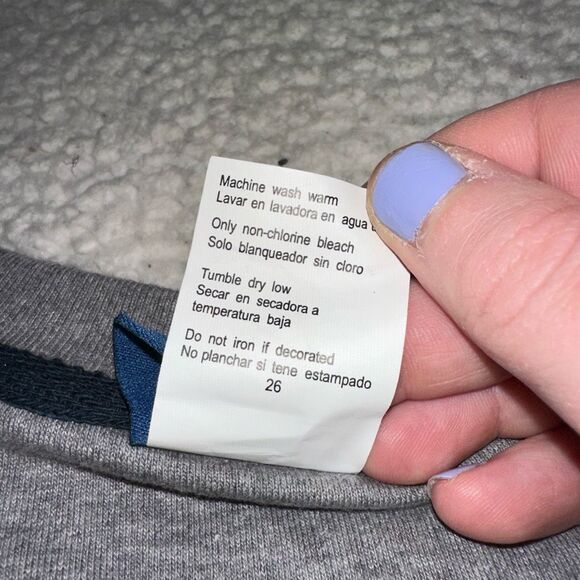 Machine wash warm
Lavar en lavadora en agua
Only non-chlorine bleach
Solo blanqueador sin cloro
Tumble dry low
Secar en secadora a
temperatura baja
Do not iron if decorated
No planchar si tene estampado
26